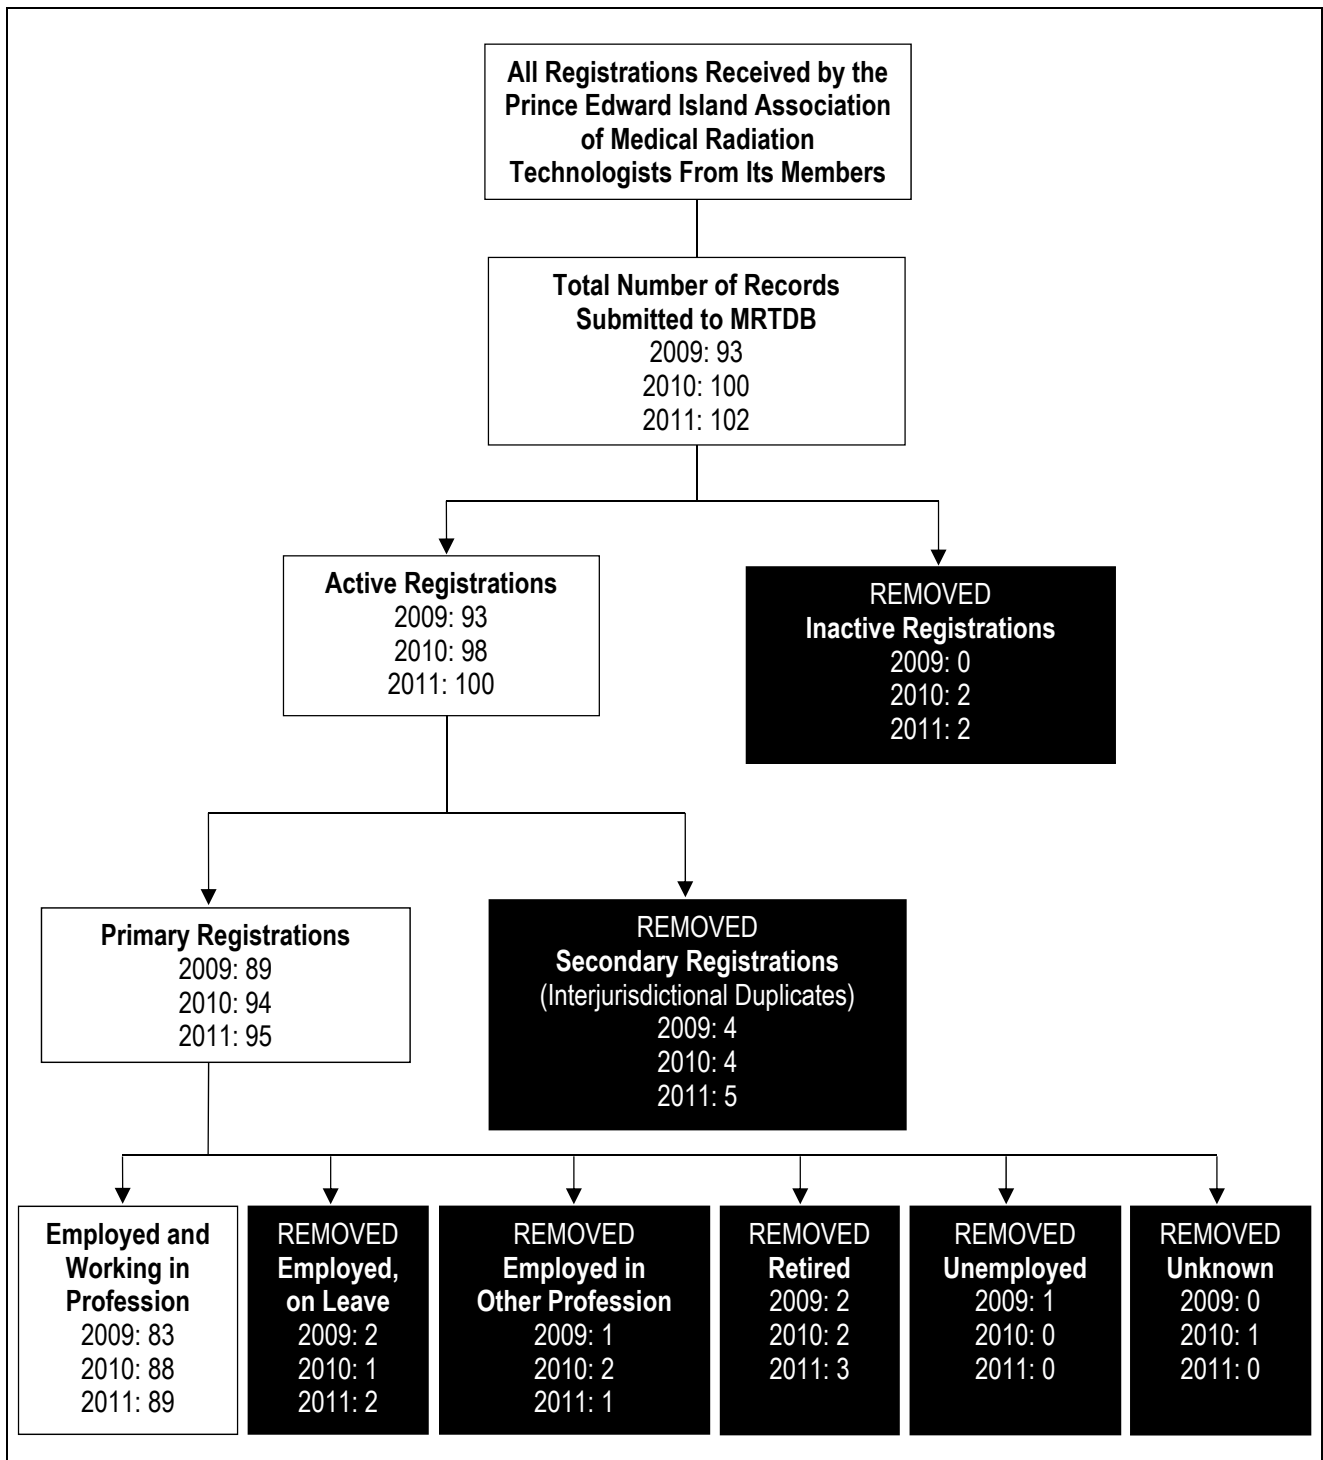 All Registrations Received by the
Prince Edward Island Association
of Medical Radiation
Technologists From Its Members
Total Number of Records
Submitted to MRTDB
2009: 93
2010: 100
2011: 102
Active Registrations
2009: 93
2010: 98
2011: 100
REMOVED
Inactive Registrations
2009: 0
2010: 2
2011: 2
Primary Registrations
2009: 89
2010: 94
2011: 95
REMOVED
Secondary Registrations
(Interjurisdictional Duplicates)
2009: 4
2010: 4
2011: 5
Employed and
Working in
Profession
2009: 83
2010: 88
2011: 89
REMOVED
Employed,
on Leave
2009: 2
2010: 1
2011: 2
REMOVED
Employed in
Other Profession
2009: 1
2010: 2
2011: 1
REMOVED
Retired
2009: 2
2010: 2
2011: 3
REMOVED
Unemployed
2009: 1
2010: 0
2011: 0
REMOVED
Unknown
2009: 0
2010: 1
2011: 0